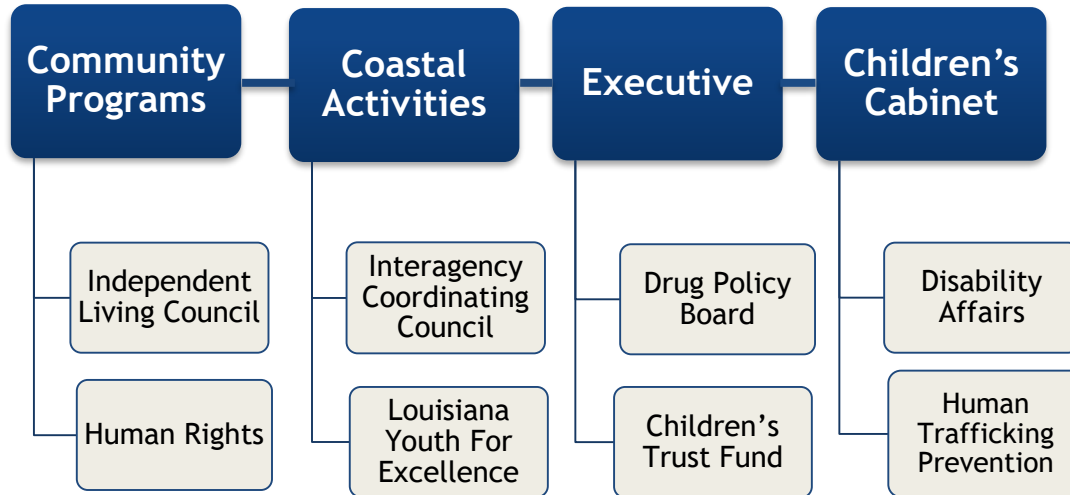 Community
Programs
Coastal
Activities
Executive
Children’s
Cabinet
Independent
Living Council
Interagency
Coordinating
Council
Drug Policy
Board
Disability
Affairs
Human Rights
Louisiana
Youth For
Excellence
Children’s
Trust Fund
Human
Trafficking
Prevention